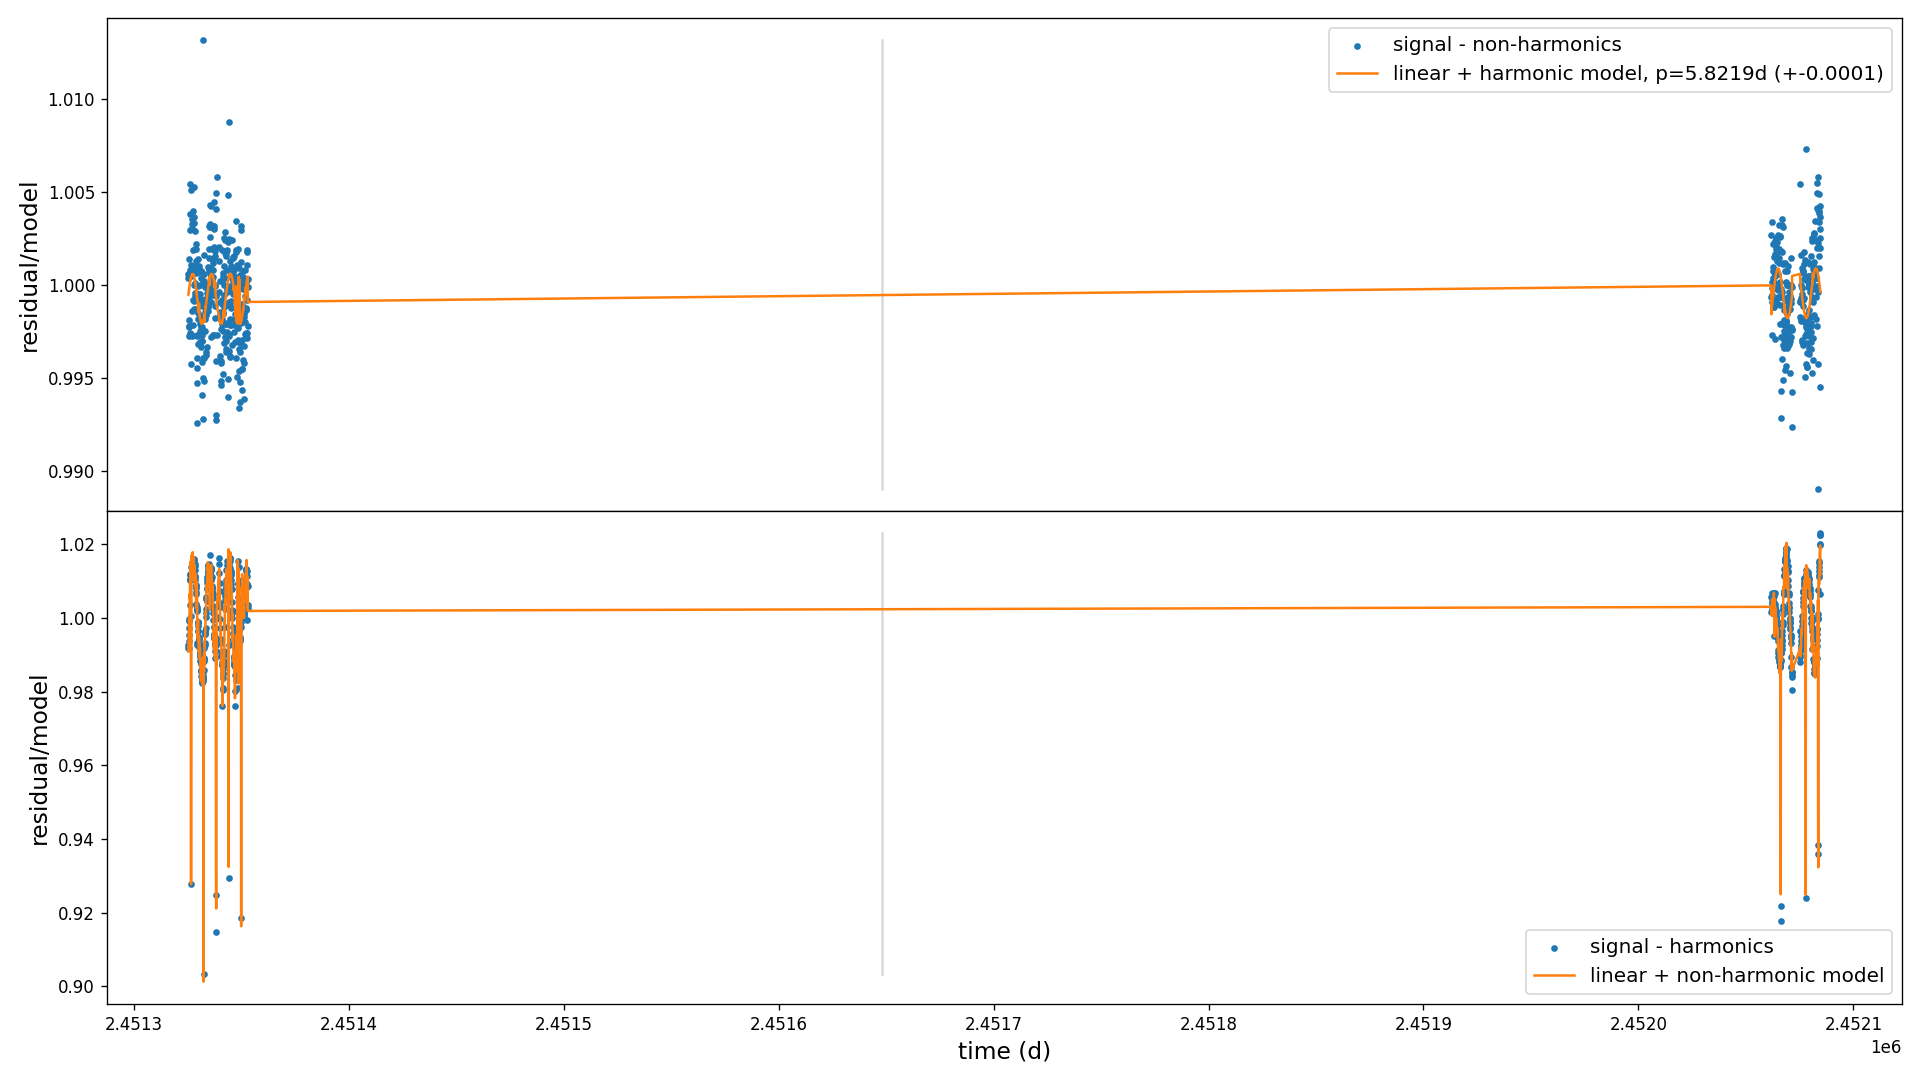 signal - non-harmonics
linear + harmonic model, p=5.8219d (+-0.0001)
residual/model
1.010
1.005
1.000
0.995
0.990
residual/model
1.02
1.00
0.98
0.96
0.94
0.92
0.90
signal - harmonics
linear + non-harmonic model
2.4513 2.4514 2.4515 2.4516 2.4517 2.4518 2.4519 2.4520 2.4521
time (d)
1e6